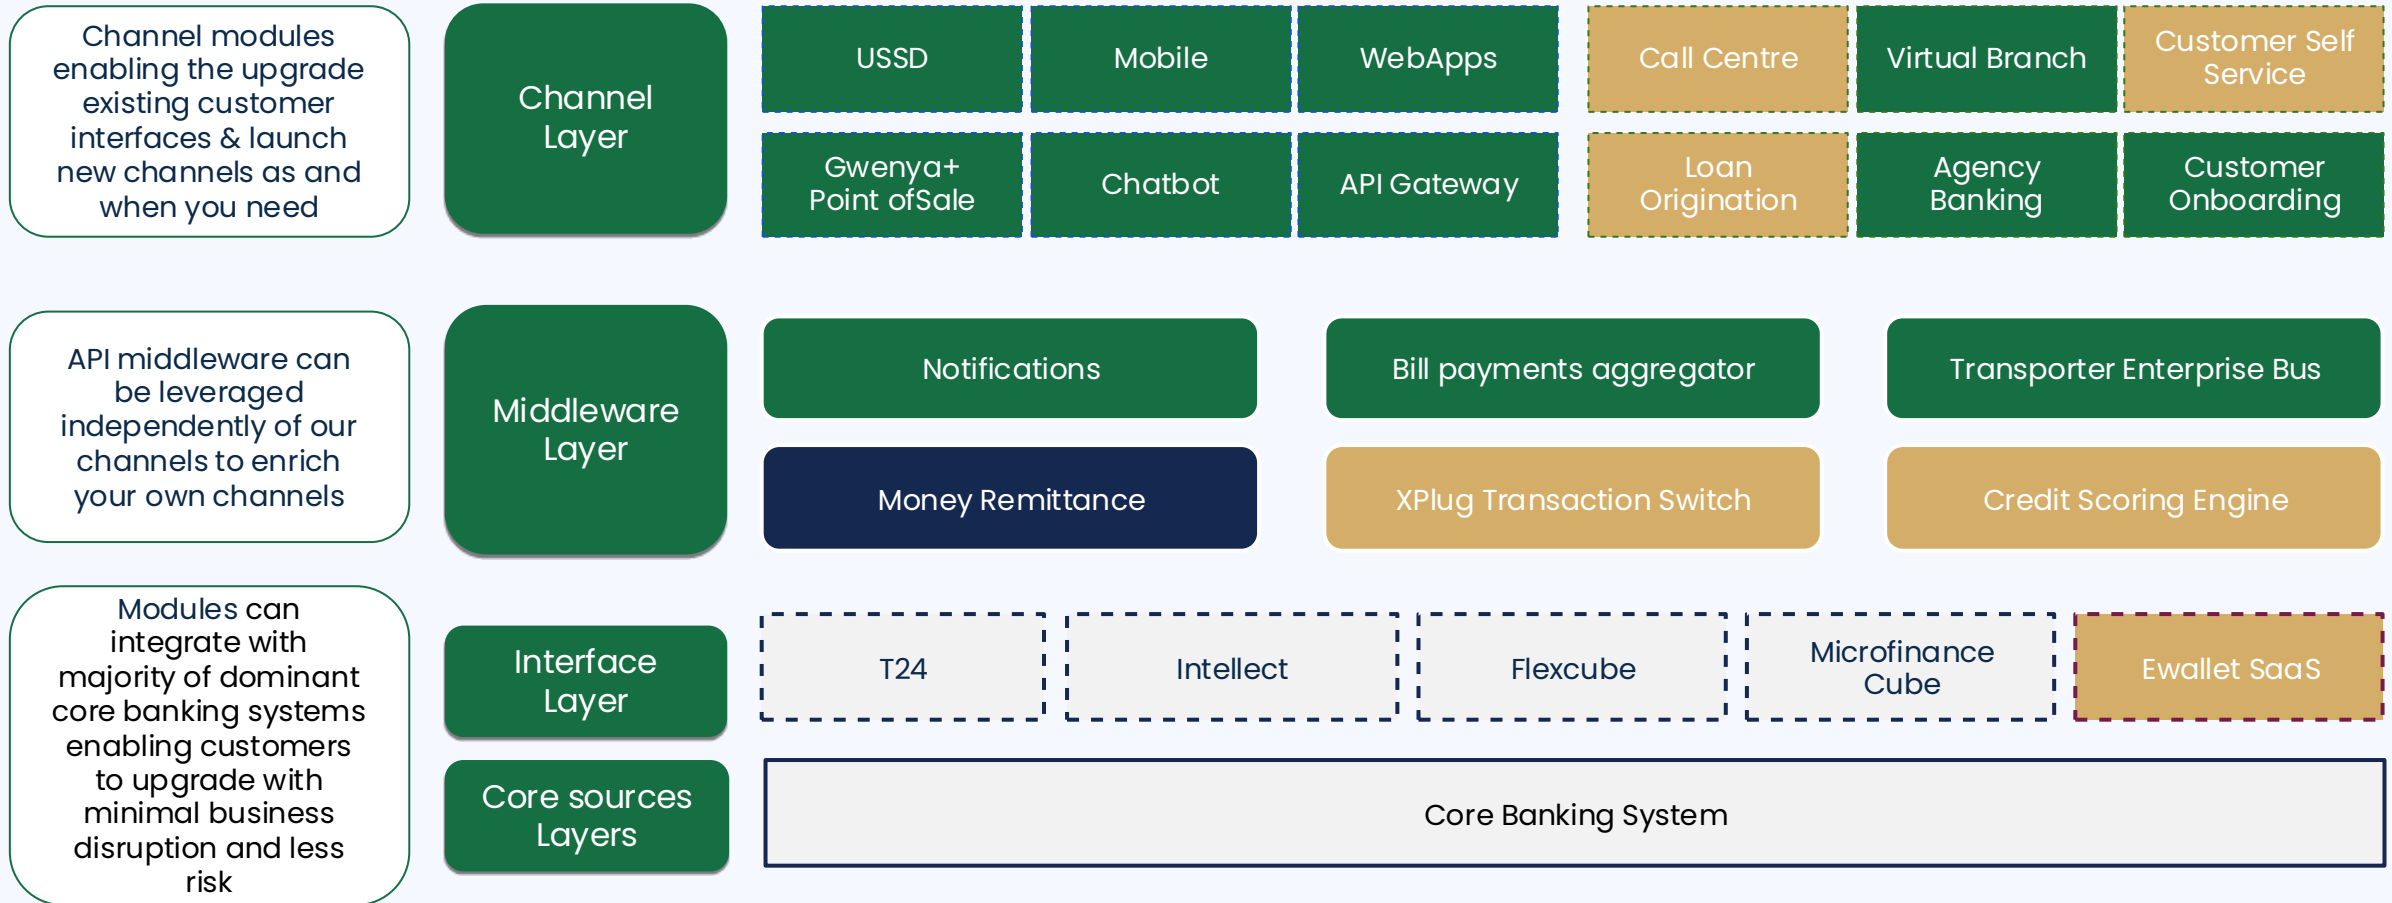 Channel modules
enabling the upgrade
existing customer
interfaces & launch
new channels as and
when you need
Channel
Layer
USSD
Mobile
WebApps
Call Centre
Virtual Branch
Customer Self
Service
Gwenya+
Point ofSale
Chatbot
API Gateway
Loan
Origination
Agency
Banking
Customer
Onboarding
API middleware can
be leveraged
independently of our
channels to enrich
your own channels
Middleware
Layer
Notifications
Bill payments aggregator
Transporter Enterprise Bus
Money Remittance
XPlug Transaction Switch
Credit Scoring Engine
Modules can
integrate with
majority of dominant
core banking systems
enabling customers
to upgrade with
minimal business
disruption and less
risk
Interface
Layer
T24
Intellect
Flexcube
Microfinance
Cube
Ewallet SaaS
Core sources
Layers
Core Banking System